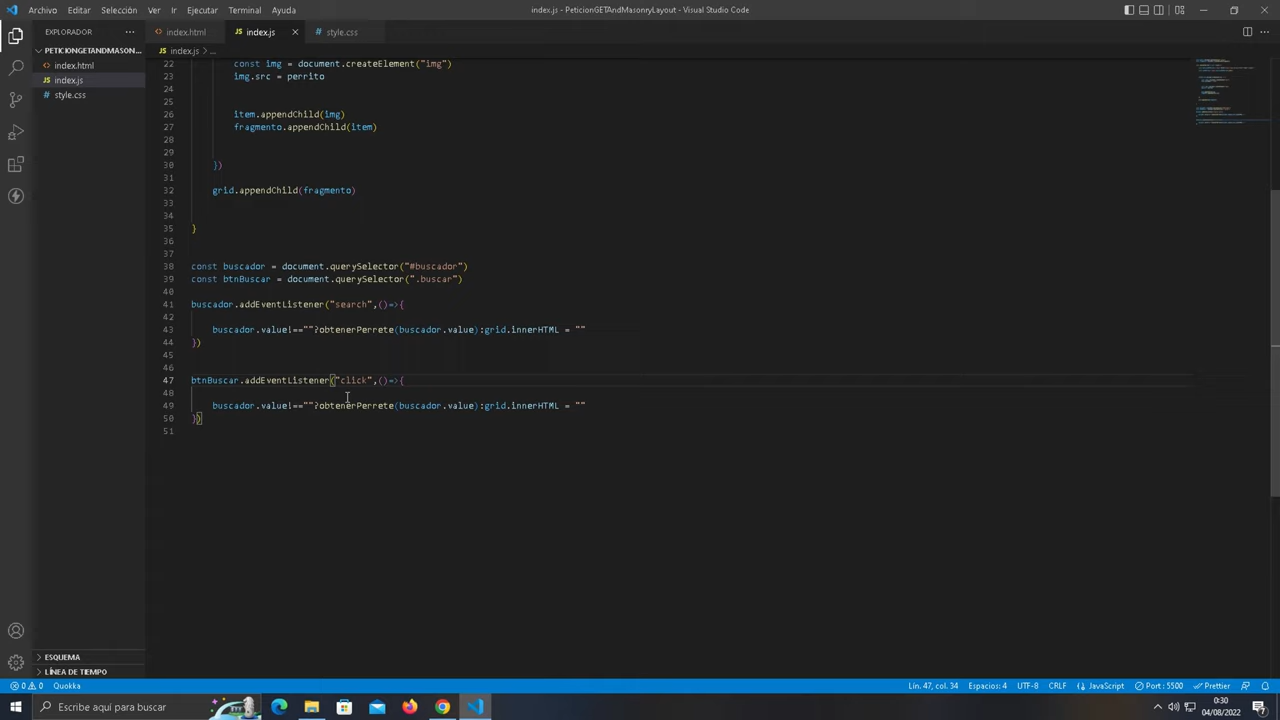 Archivo Editar Selección Ver Ir Ejecutar Terminal Ayuda
index.js - PeticionGETAndMasonryLayout - Visual Studio Code
EXPLORADOR
PETICIONGETANDMASON...
index.html
index.js
style.css
ESQUEMA
LÍNEA DE TIEMPO
index.html
index.js
style.css
index.js > ...
22 const img = document.createElement("img")
23 img.src = perrito
24
25
26 item.appendChild(img)
27 fragmento.appendChild(item)
28
29
30 })
31
32 grid.appendChild(fragmento)
33
34
35 }
36
37
38 const buscador = document.querySelector("#buscador")
39 const btnBuscar = document.querySelector(".buscar")
40
41 buscador.addEventListener("search",()=>{
42
43 buscador.value!==""?obtenerPerrete(buscador.value):grid.innerHTML = ""
44 })
45
46
47 btnBuscar.addEventListener("click",()=>{
48
49 buscador.value!==""?obtenerPerrete(buscador.value):grid.innerHTML = ""
50 })
51
0 0 Quokka
Lín. 47, col. 34 Espacios: 4 UTF-8 CRLF JavaScript Port : 5500 Prettier
Escribe aquí para buscar
0:30
04/08/2022